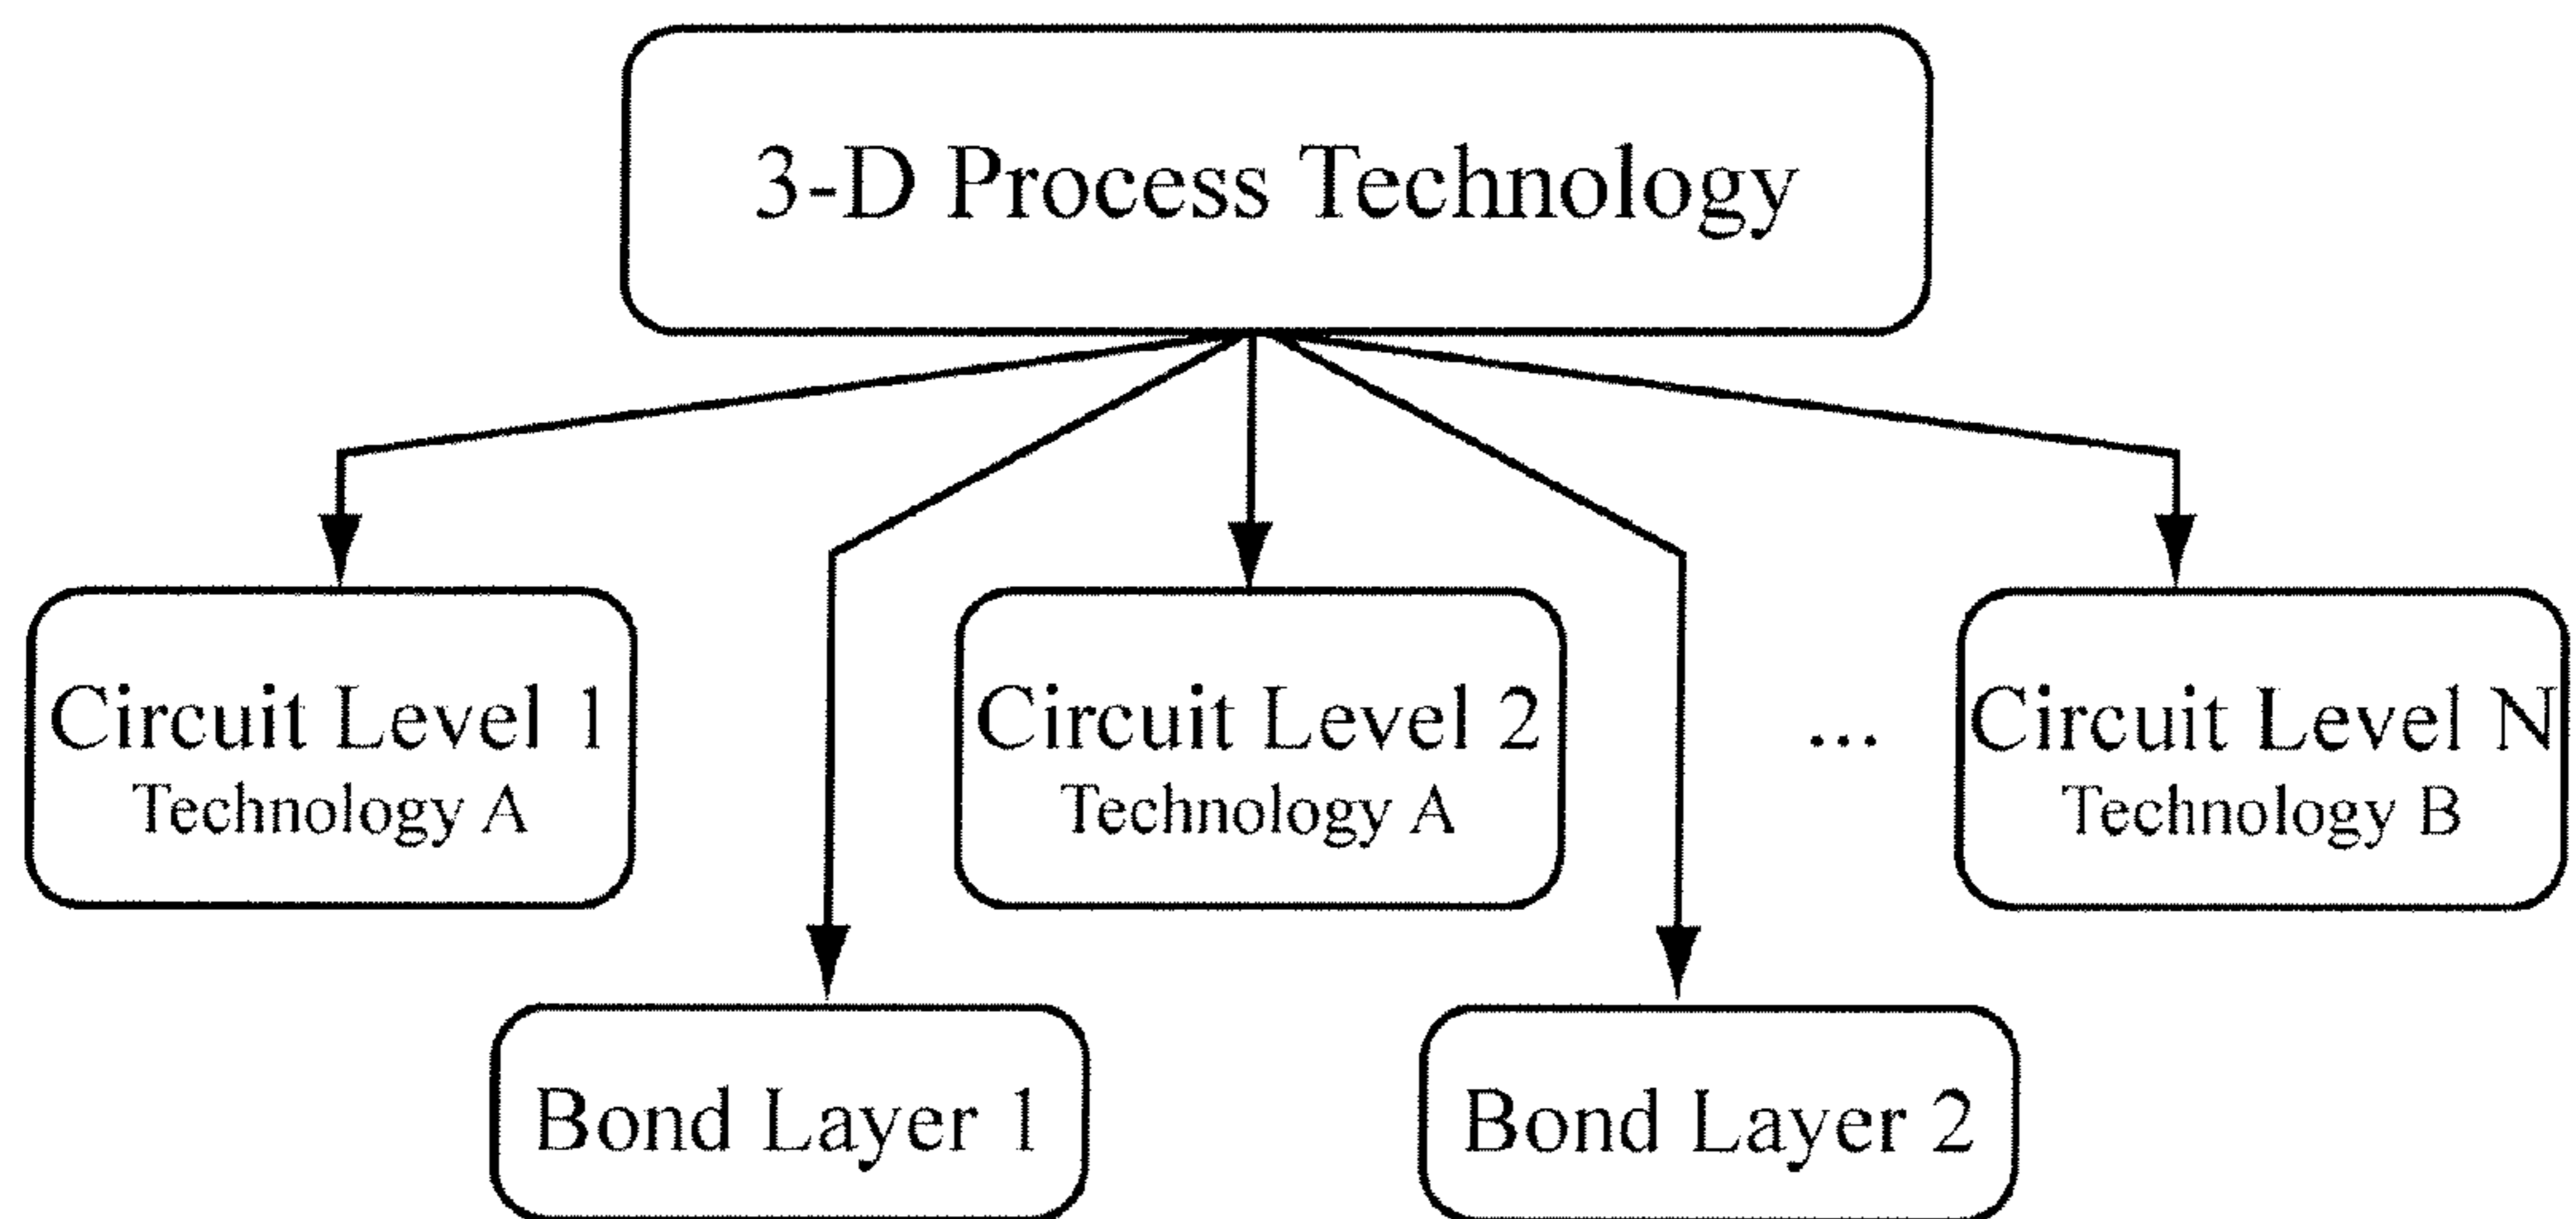 3-D Process Technology
Circuit Level 1
Technology A
Circuit Level 2
Technology A
...
Circuit Level N
Technology B
Bond Layer 1
Bond Layer 2